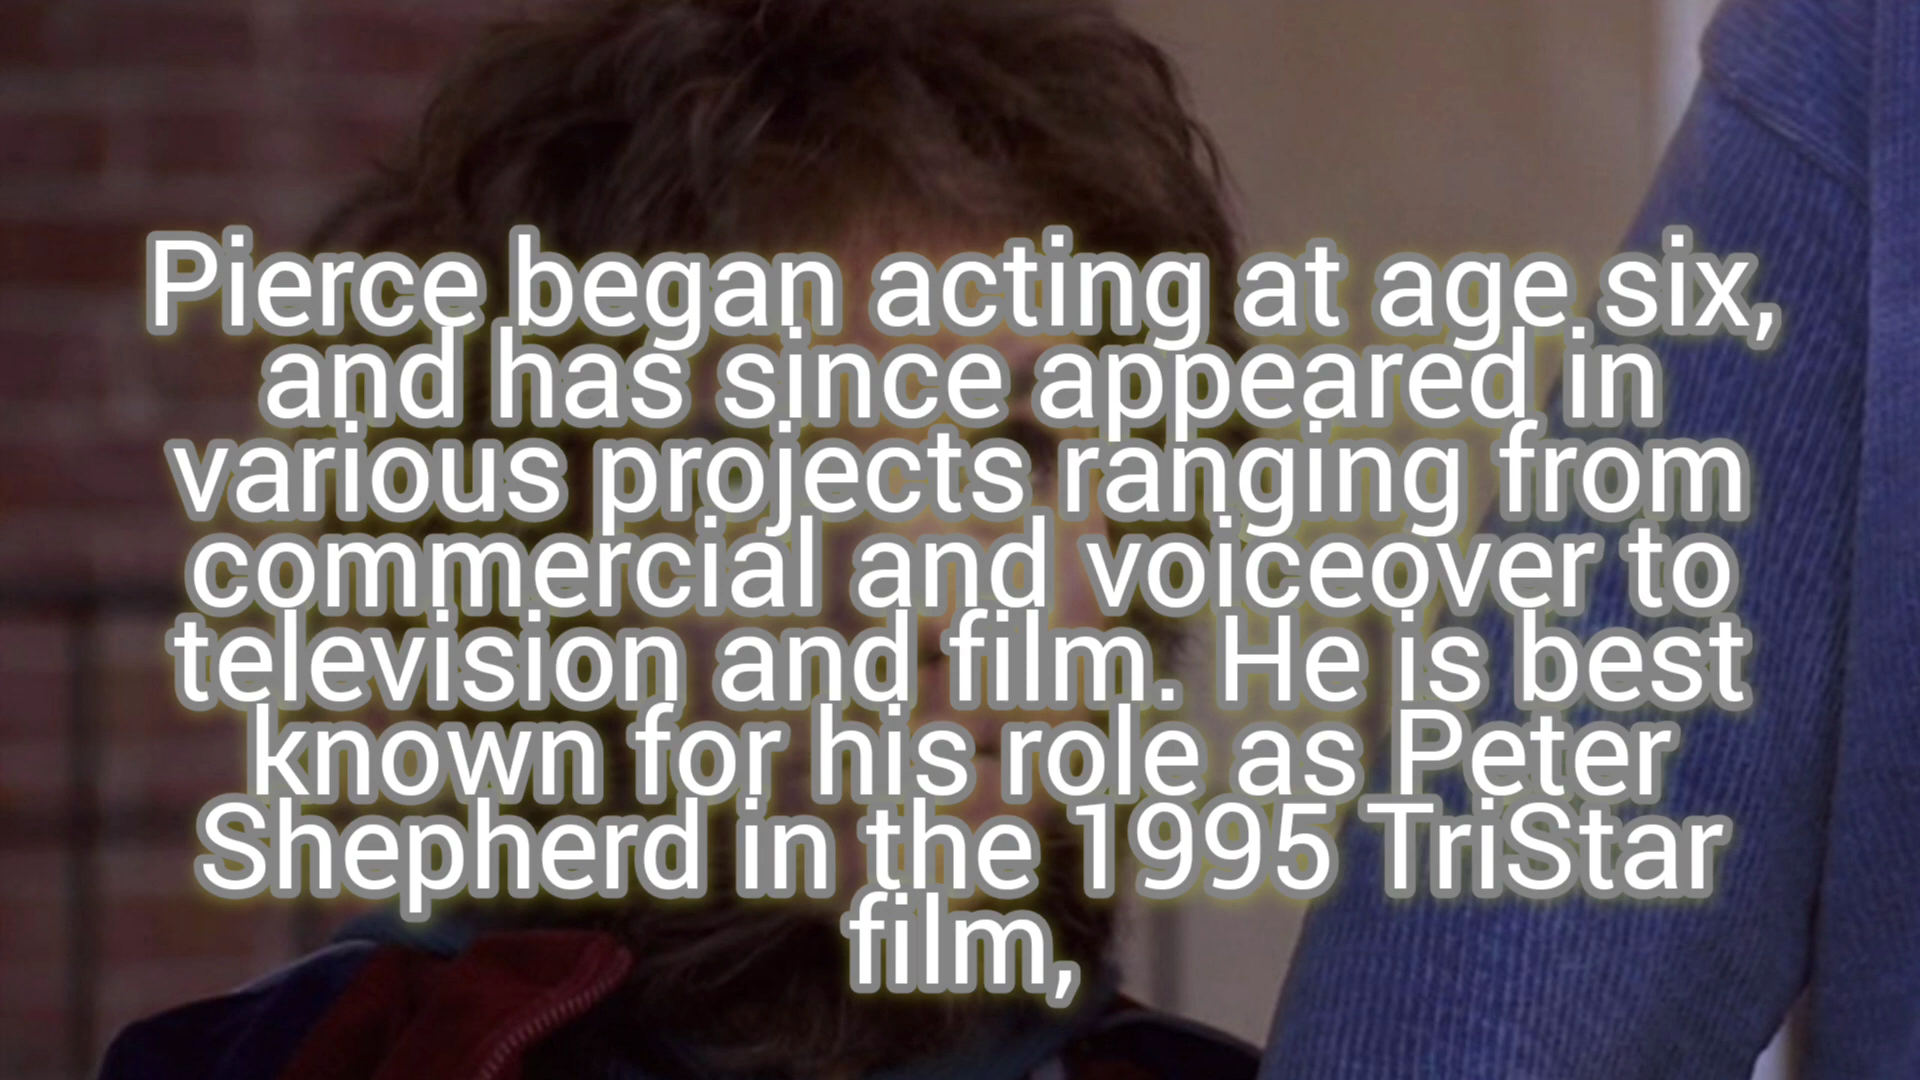 Pierce began acting at age six,
and has since appeared in
various projects ranging from
commercial and voiceover to
television and film. He is best
known for his role as Peter
Shepherd in the 1995 TriStar
film,